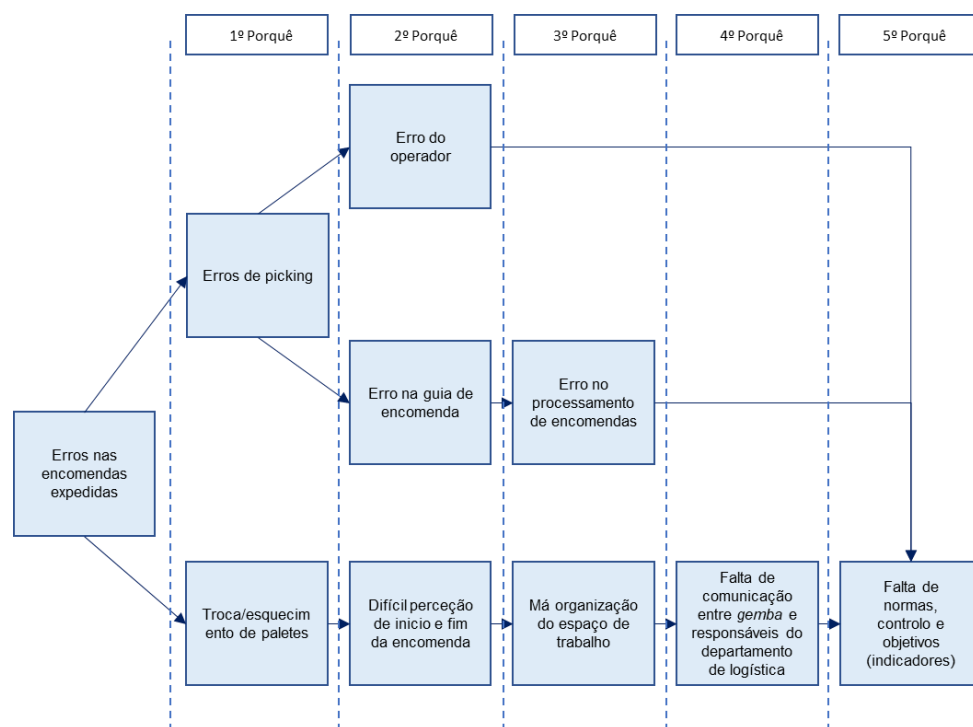 1º Porquê
2º Porquê
3º Porquê
4º Porquê
5º Porquê
Erro do
operador
Erros de picking
Erro na guia de
encomenda
Erro no
processamento
de encomendas
Erros nas
encomendas
expedidas
Troca/esquecim
ento de paletes
Difícil perceção
de inicio e fim
da encomenda
Má organização
do espaço de
trabalho
Falta de
comunicação
entre gemba e
responsáveis do
departamento
de logística
Falta de
normas,
controlo e
objetivos
(indicadores)